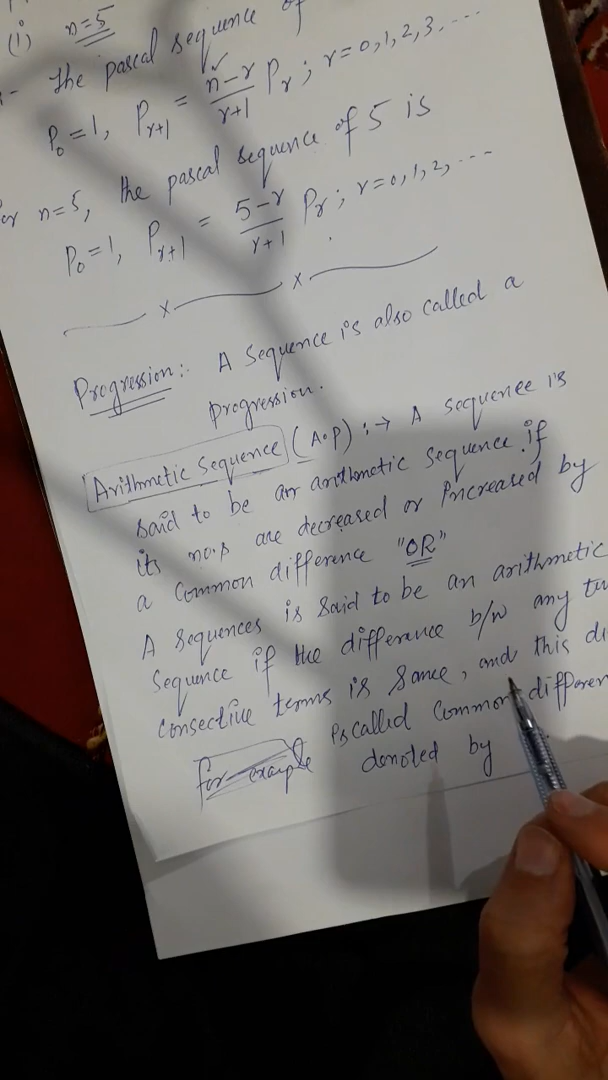 (i) n=5
the pascal sequence of
P₀=1, Pᵣ₊₁ = n-r/r+1 Pᵣ ; r=0,1,2,3,...
n=5, the pascal sequence of 5 is
P₀=1, Pᵣ₊₁ = 5-r/r+1 Pᵣ ; r=0,1,2,...
x x
Progression:- A sequence is also called a
progression.
Arithmetic Sequence (A.P) :→ A sequence is
said to be an arithmetic sequence if
its no.s are decreased or increased by
a common difference "OR"
A sequences is said to be an arithmetic
sequence if the difference b/w any
consective terms is same, and this
for example is called common
denoted by